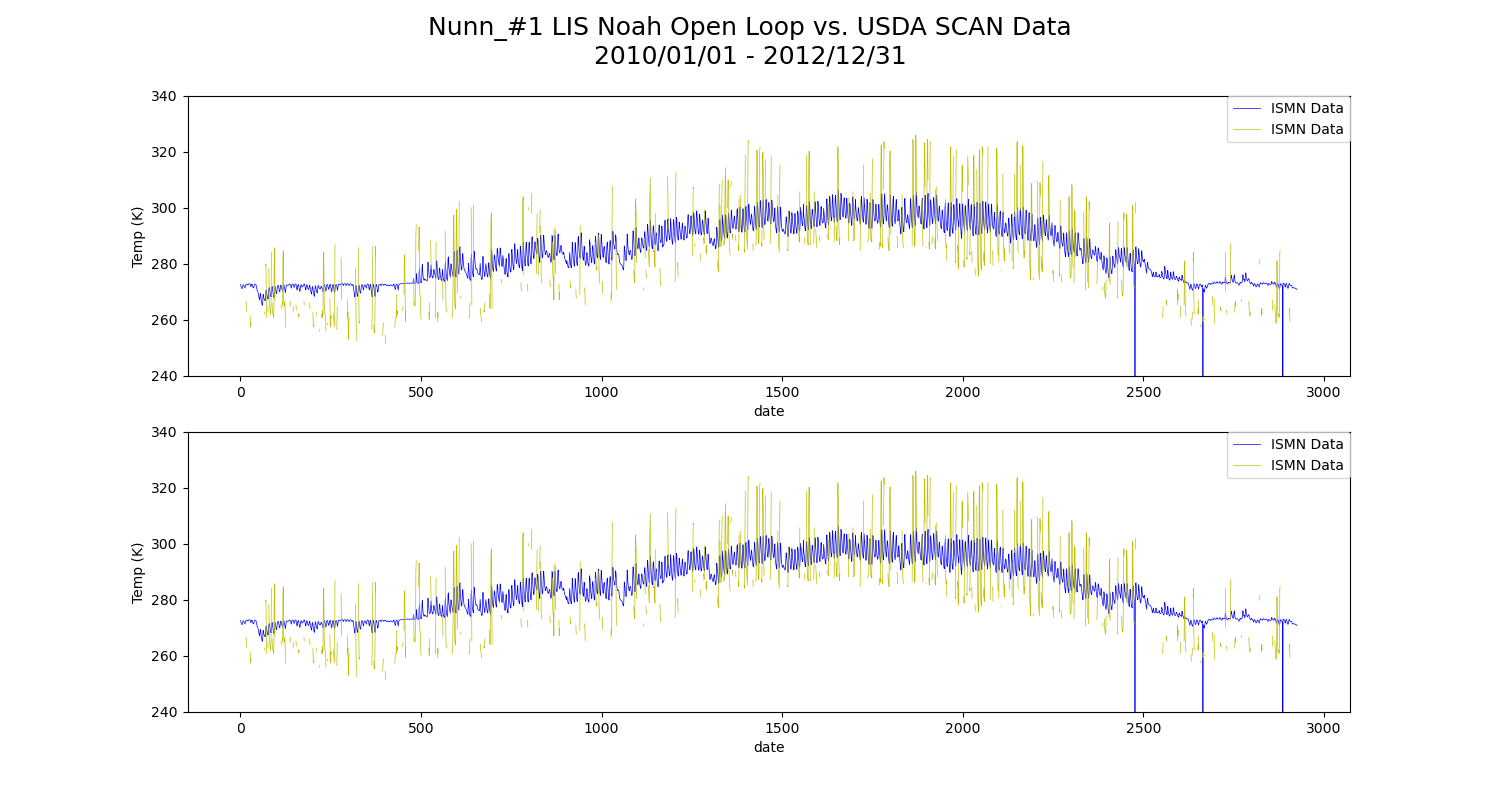 Nunn_#1 LIS Noah Open Loop vs. USDA SCAN Data
2010/01/01 - 2012/12/31
340
320
300
280
260
240
Temp (K)
ISMN Data
ISMN Data
0 500 1000 1500 2000 2500 3000
date
340
320
300
280
260
240
Temp (K)
ISMN Data
ISMN Data
0 500 1000 1500 2000 2500 3000
date